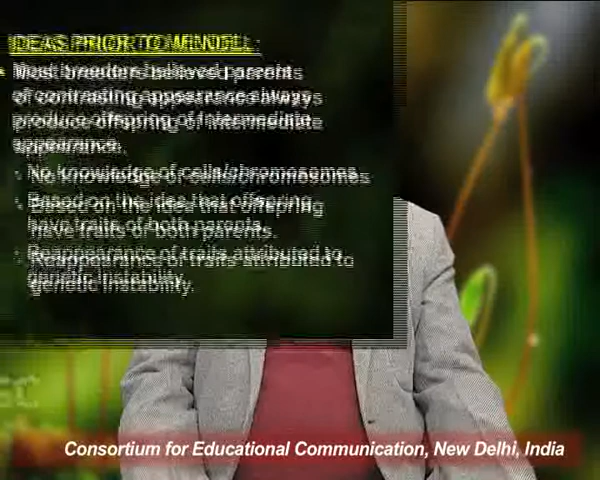 IDEAS PRIOR TO MENDEL:
Most breeders believed parents
of contrasting appearance always
produce offspring of intermediate
appearance.
No knowledge of cells/chromosomes
Based on the idea that offspring
have traits of both parents.
Reappearance of traits attributed to
genetic instability.
Consortium for Educational Communication, New Delhi, India